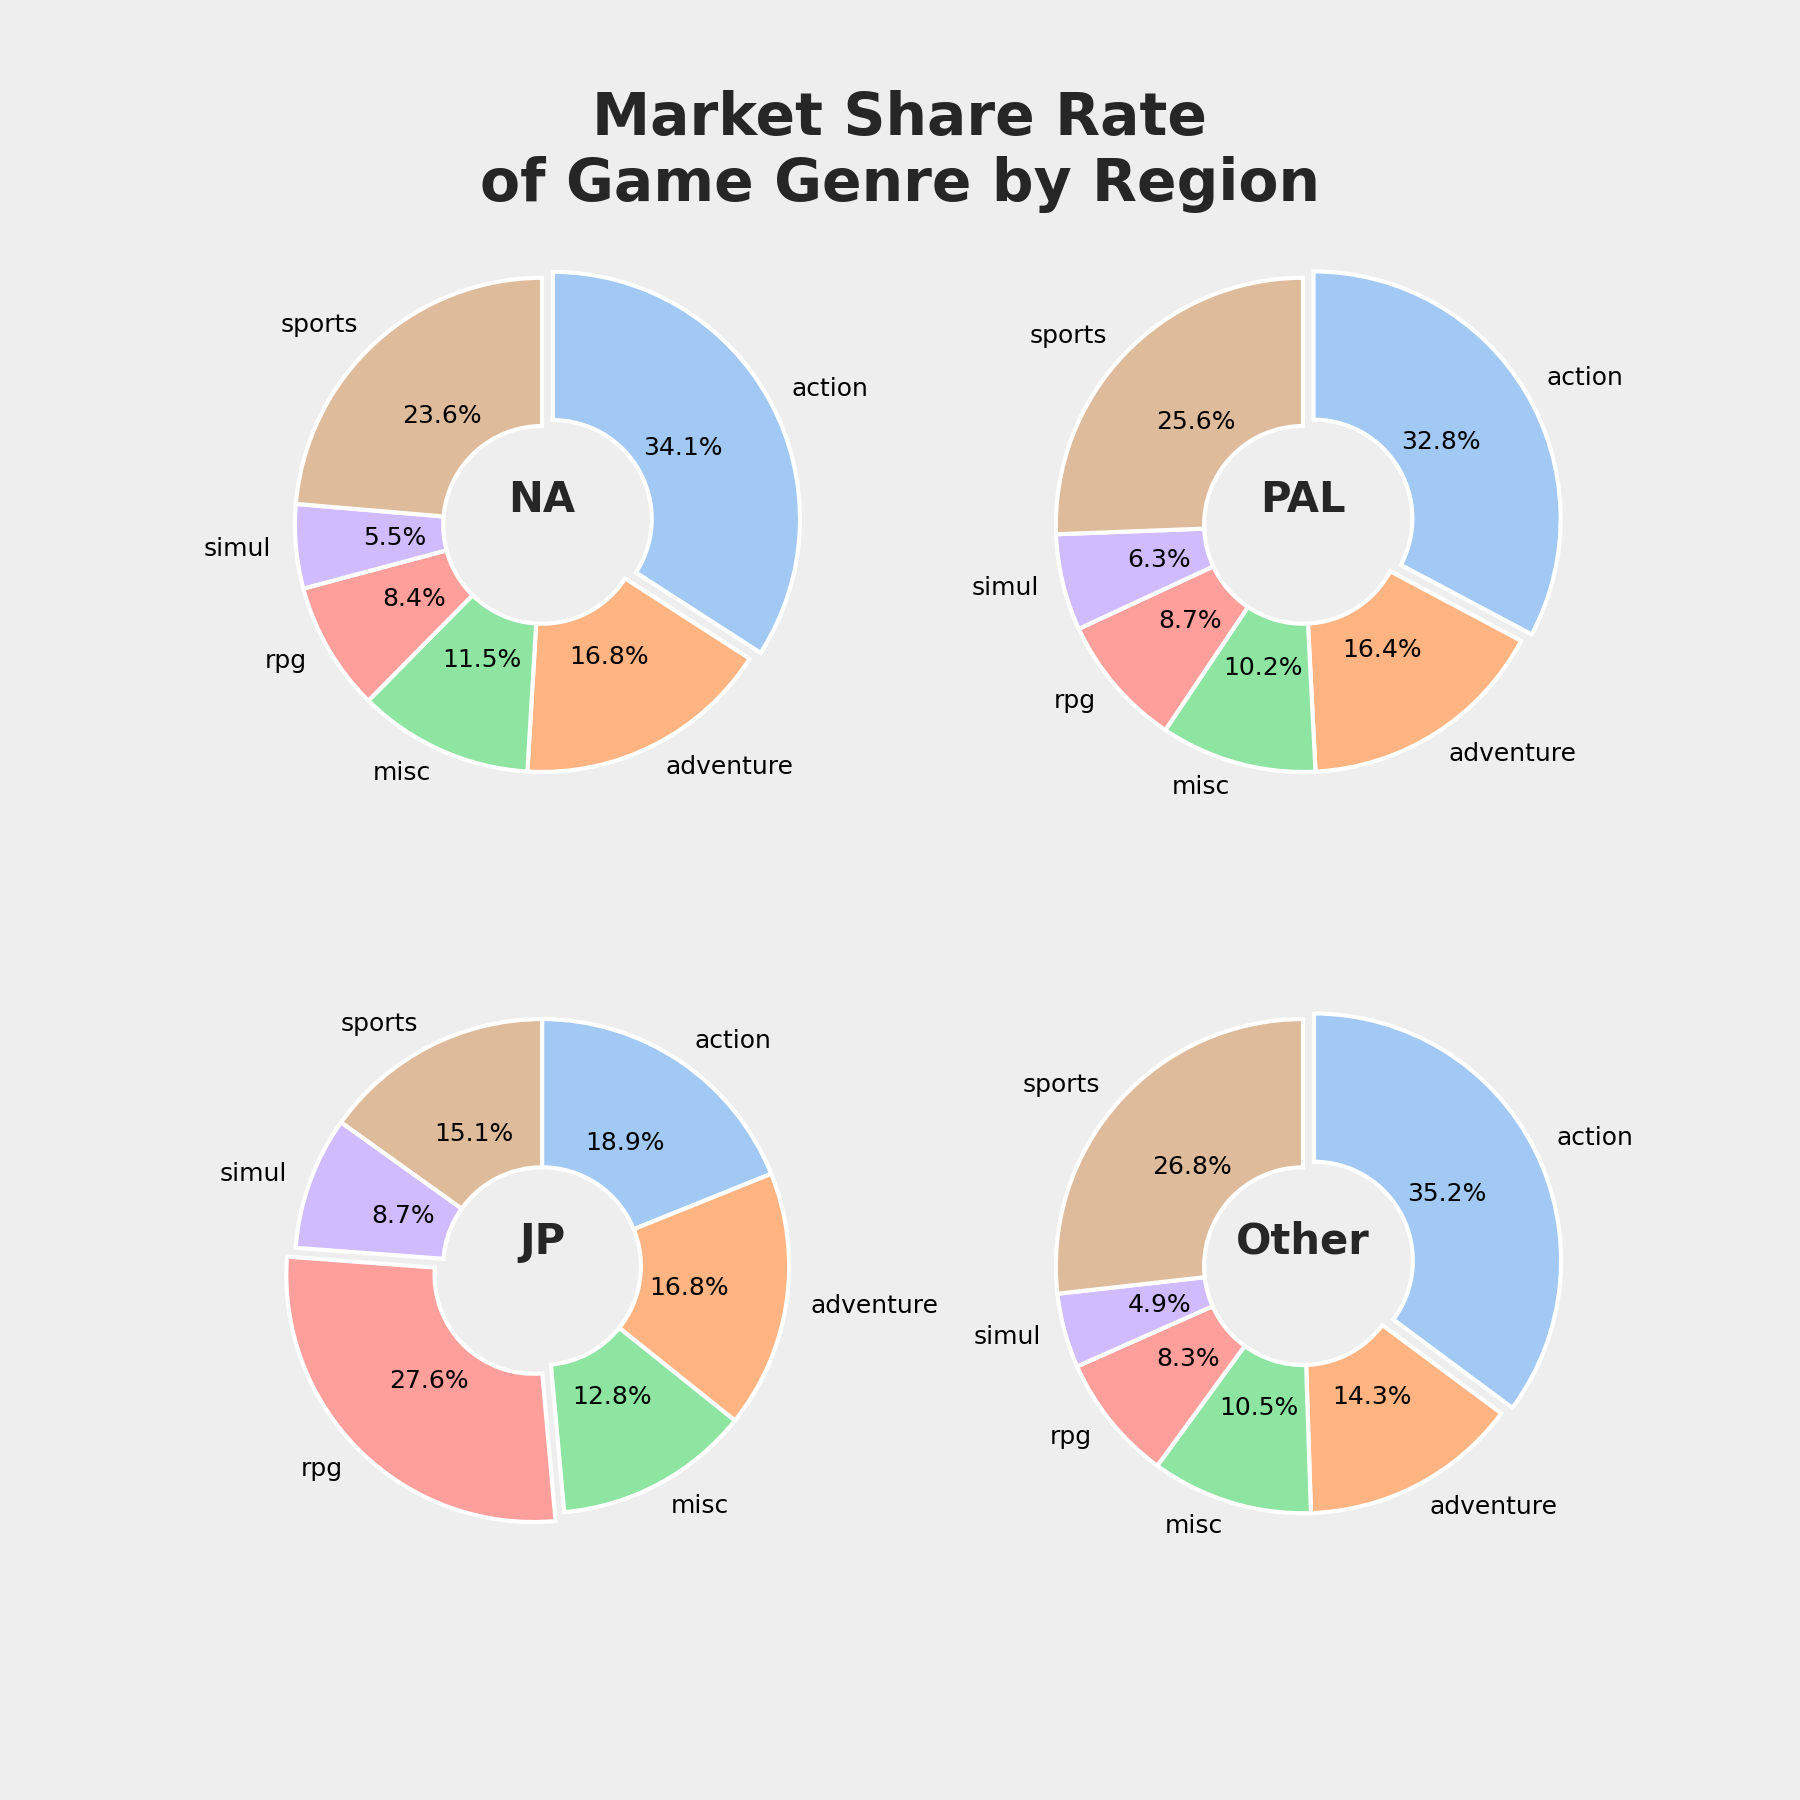 Market Share Rate
of Game Genre by Region
sports
action
23.6%
34.1%
NA
simul
5.5%
8.4%
rpg
11.5%
16.8%
misc
adventure
sports
action
25.6%
32.8%
PAL
simul
6.3%
8.7%
rpg
10.2%
16.4%
misc
adventure
sports
action
15.1%
18.9%
simul
8.7%
JP
16.8%
adventure
27.6%
12.8%
rpg
misc
sports
action
26.8%
35.2%
Other
simul
4.9%
8.3%
rpg
10.5%
14.3%
misc
adventure